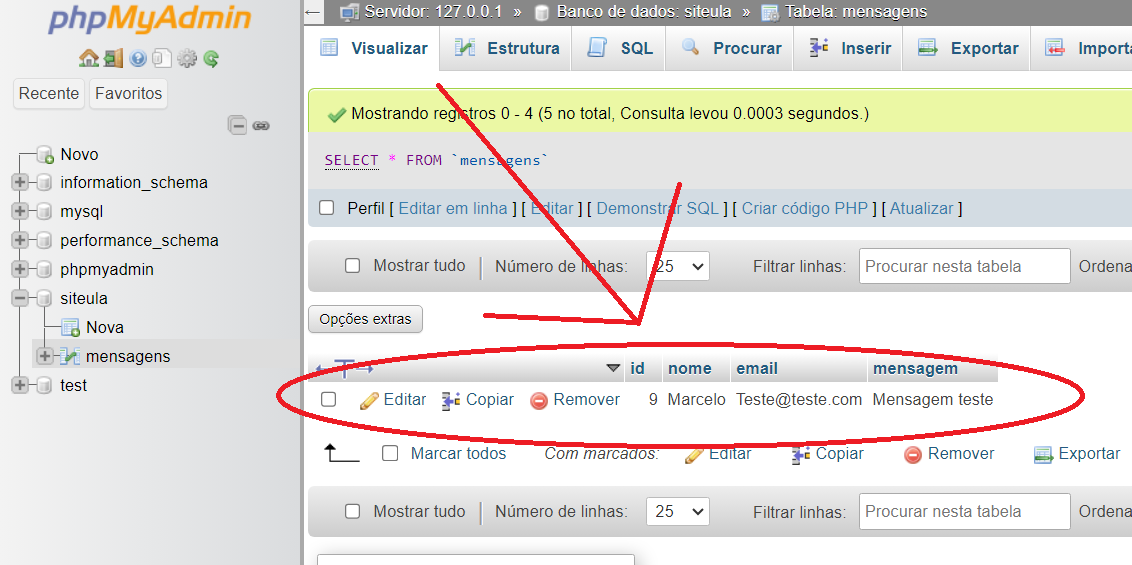 phpMyAdmin
Recente Favoritos
Novo
information_schema
mysql
performance_schema
phpmyadmin
siteula
Nova
mensagens
test
Servidor: 127.0.0.1 » Banco de dados: siteula » Tabela: mensagens
Visualizar Estrutura SQL Procurar Inserir Exportar Importa
Mostrando registros 0 - 4 (5 no total, Consulta levou 0.0003 segundos.)
SELECT * FROM `mensagens`
Perfil [ Editar em linha ] [ Editar ] [ Demonstrar SQL ] [ Criar código PHP ] [ Atualizar ]
Mostrar tudo Número de linhas: 25 Filtrar linhas: Procurar nesta tabela Ordena
Opções extras
id nome email mensagem
Editar Copiar Remover 9 Marcelo Teste@teste.com Mensagem teste
Marcar todos Com marcados: Editar Copiar Remover Exportar
Mostrar tudo Número de linhas: 25 Filtrar linhas: Procurar nesta tabela Ordena